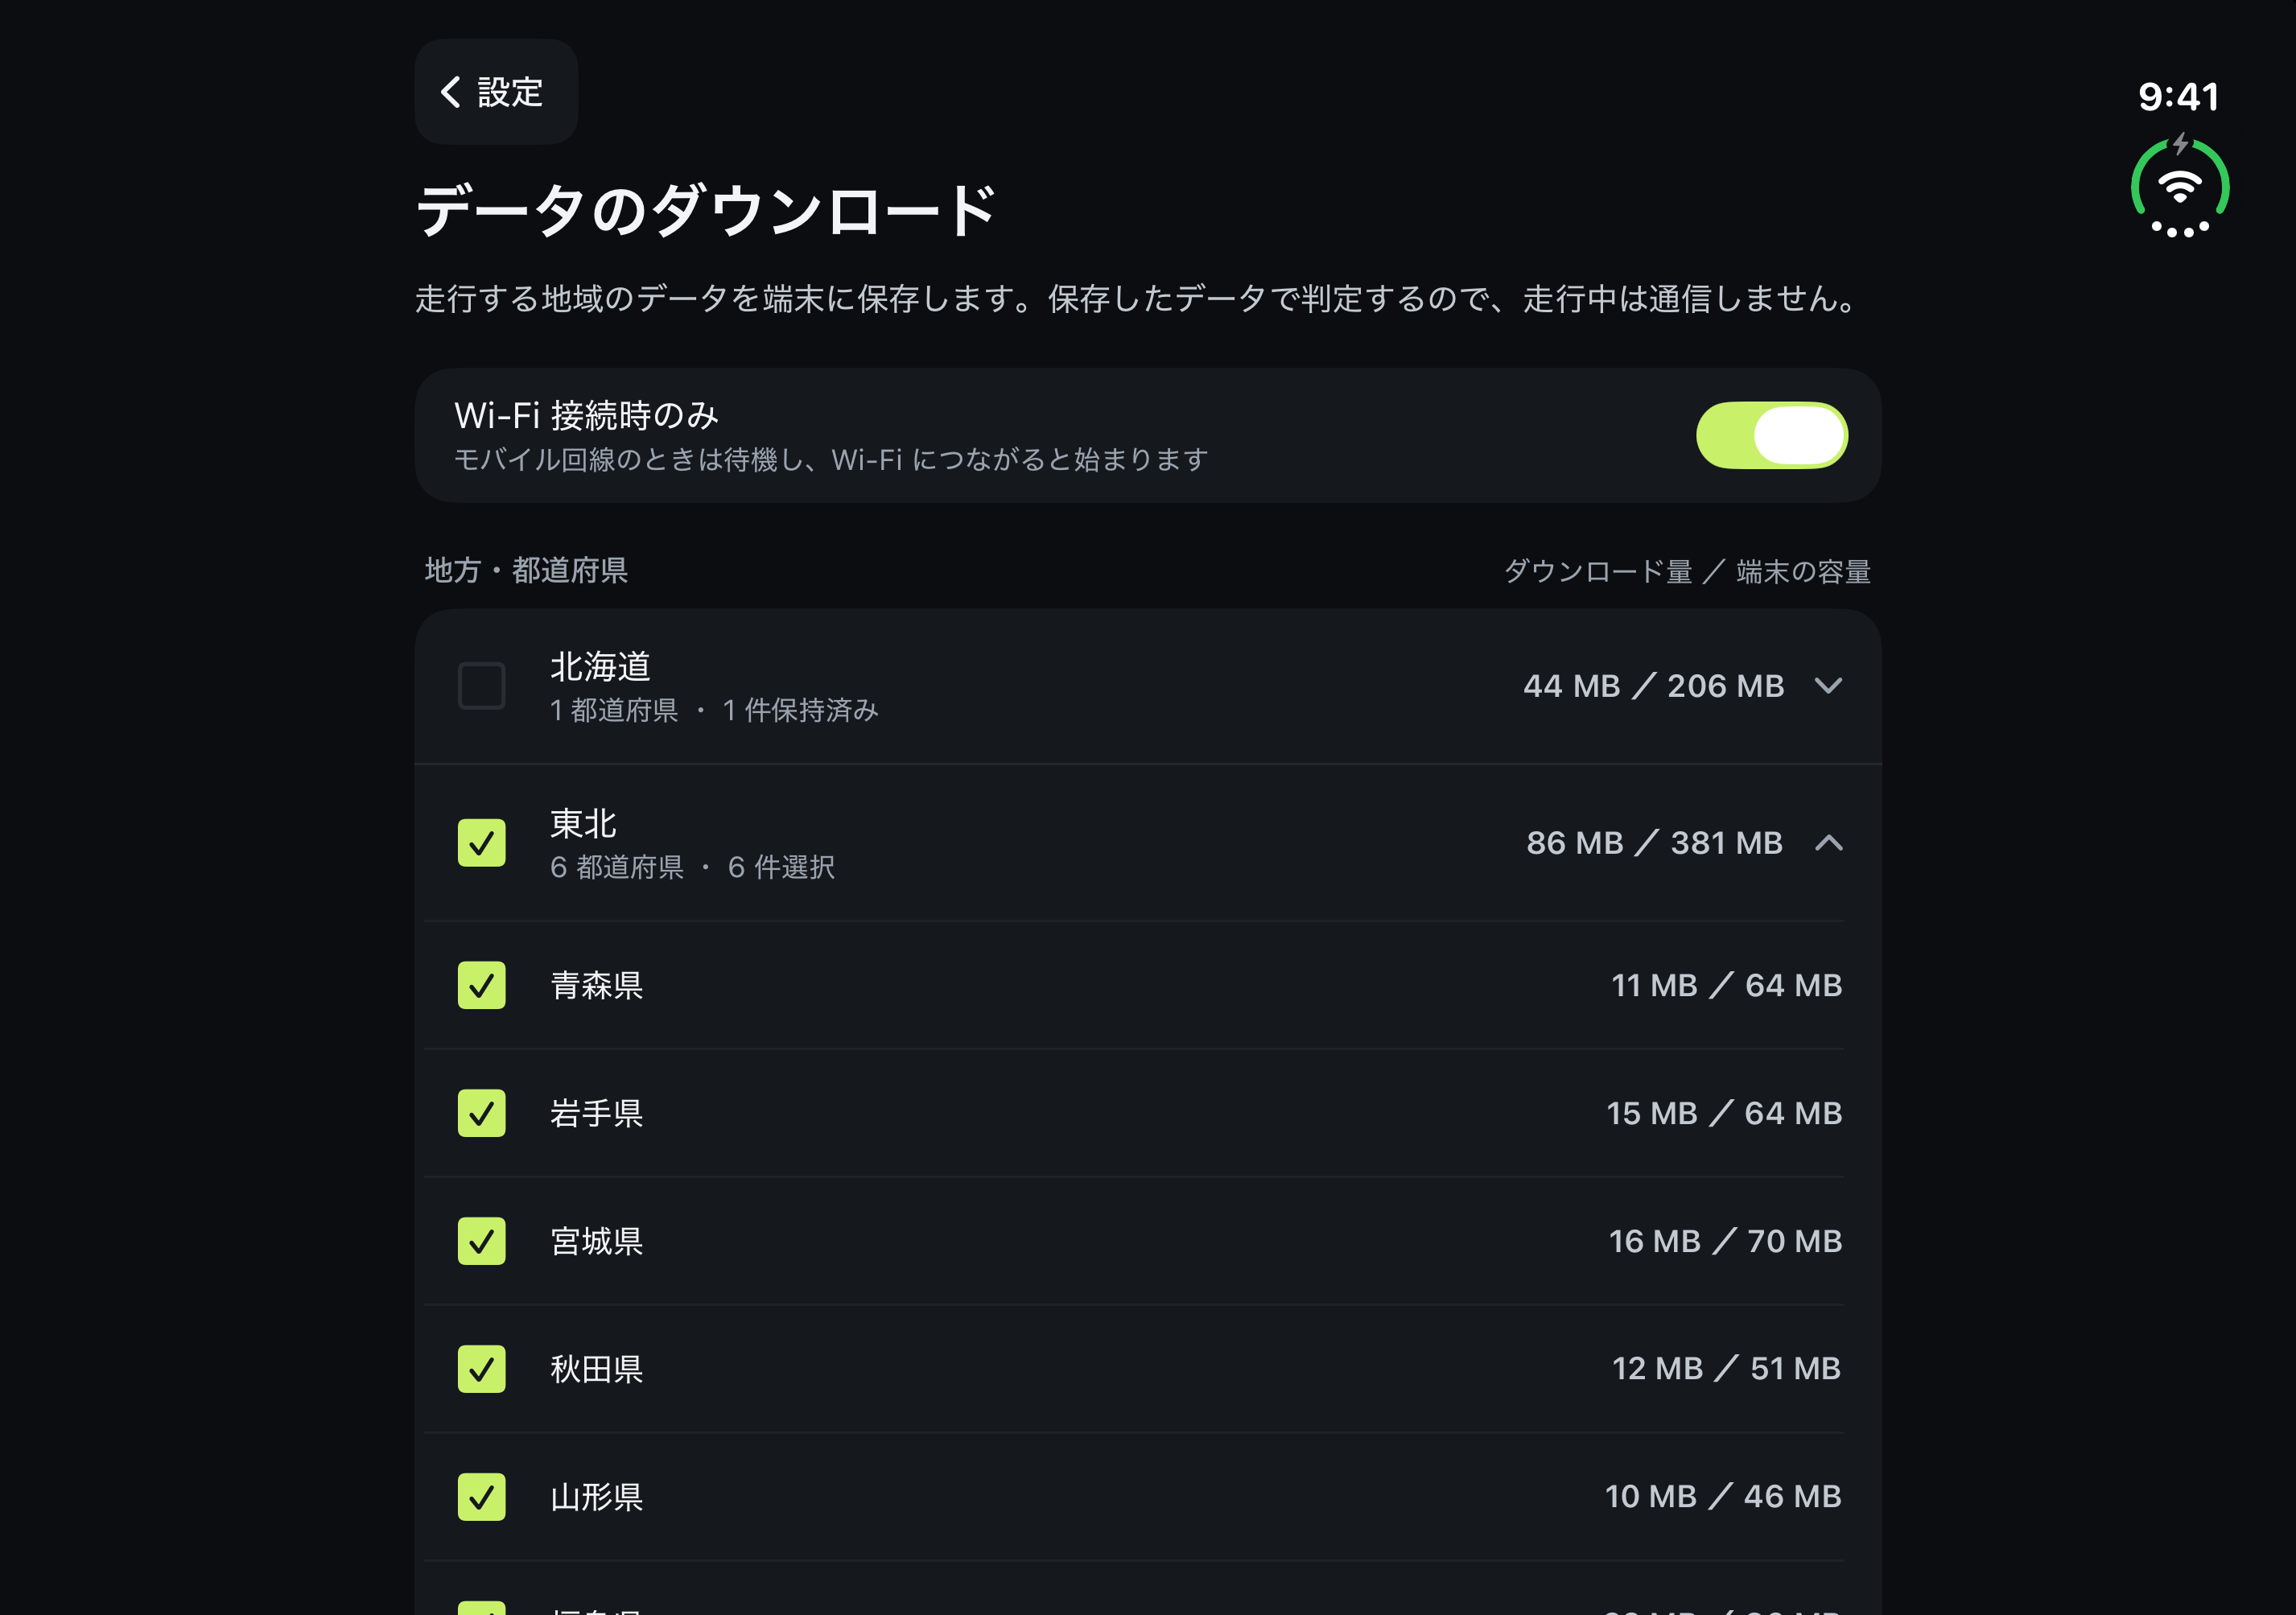 設定
9:41
データのダウンロード
走行する地域のデータを端末に保存します。保存したデータで判定するので、走行中は通信しません。
Wi-Fi 接続時のみ
モバイル回線のときは待機し、Wi-Fi につながると始まります
地方・都道府県
ダウンロード量 ／ 端末の容量
北海道
1 都道府県 ・ 1 件保持済み
44 MB ／ 206 MB
東北
6 都道府県 ・ 6 件選択
86 MB ／ 381 MB
青森県
11 MB ／ 64 MB
岩手県
15 MB ／ 64 MB
宮城県
16 MB ／ 70 MB
秋田県
12 MB ／ 51 MB
山形県
10 MB ／ 46 MB